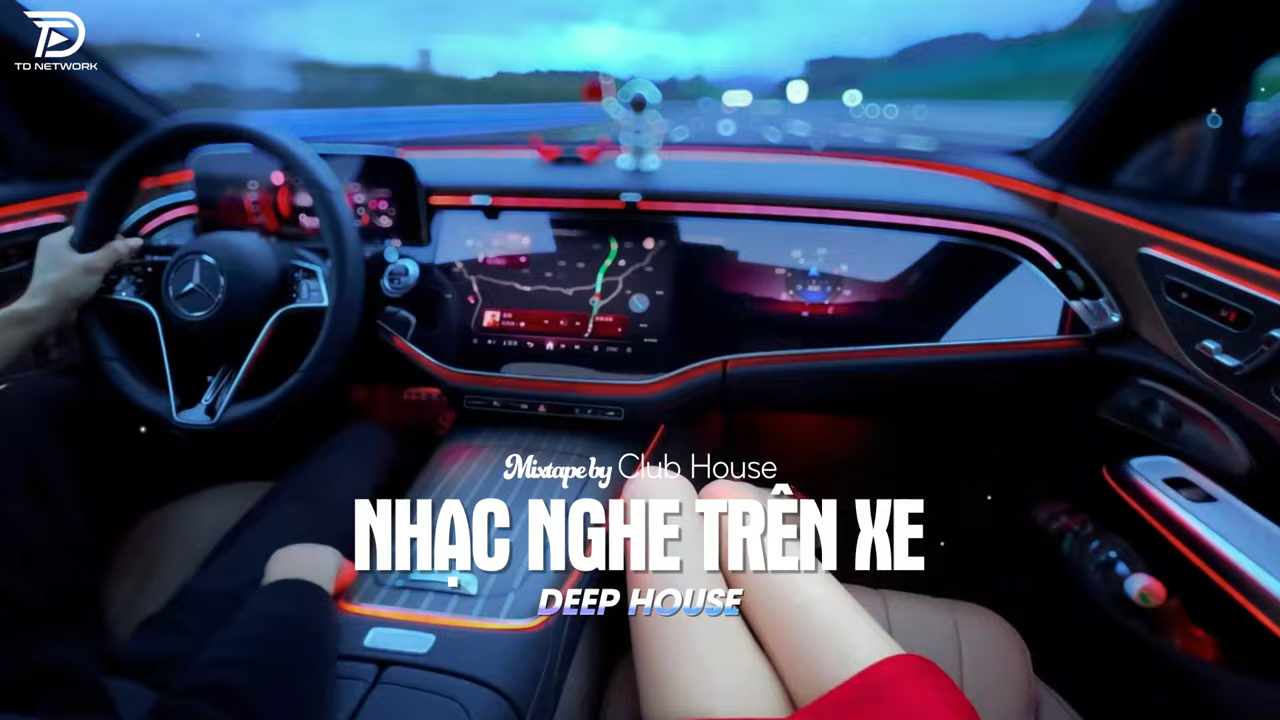 TD NETWORK
Mixtape by Club House
NHẠC NGHE TRÊN XE
DEEP HOUSE